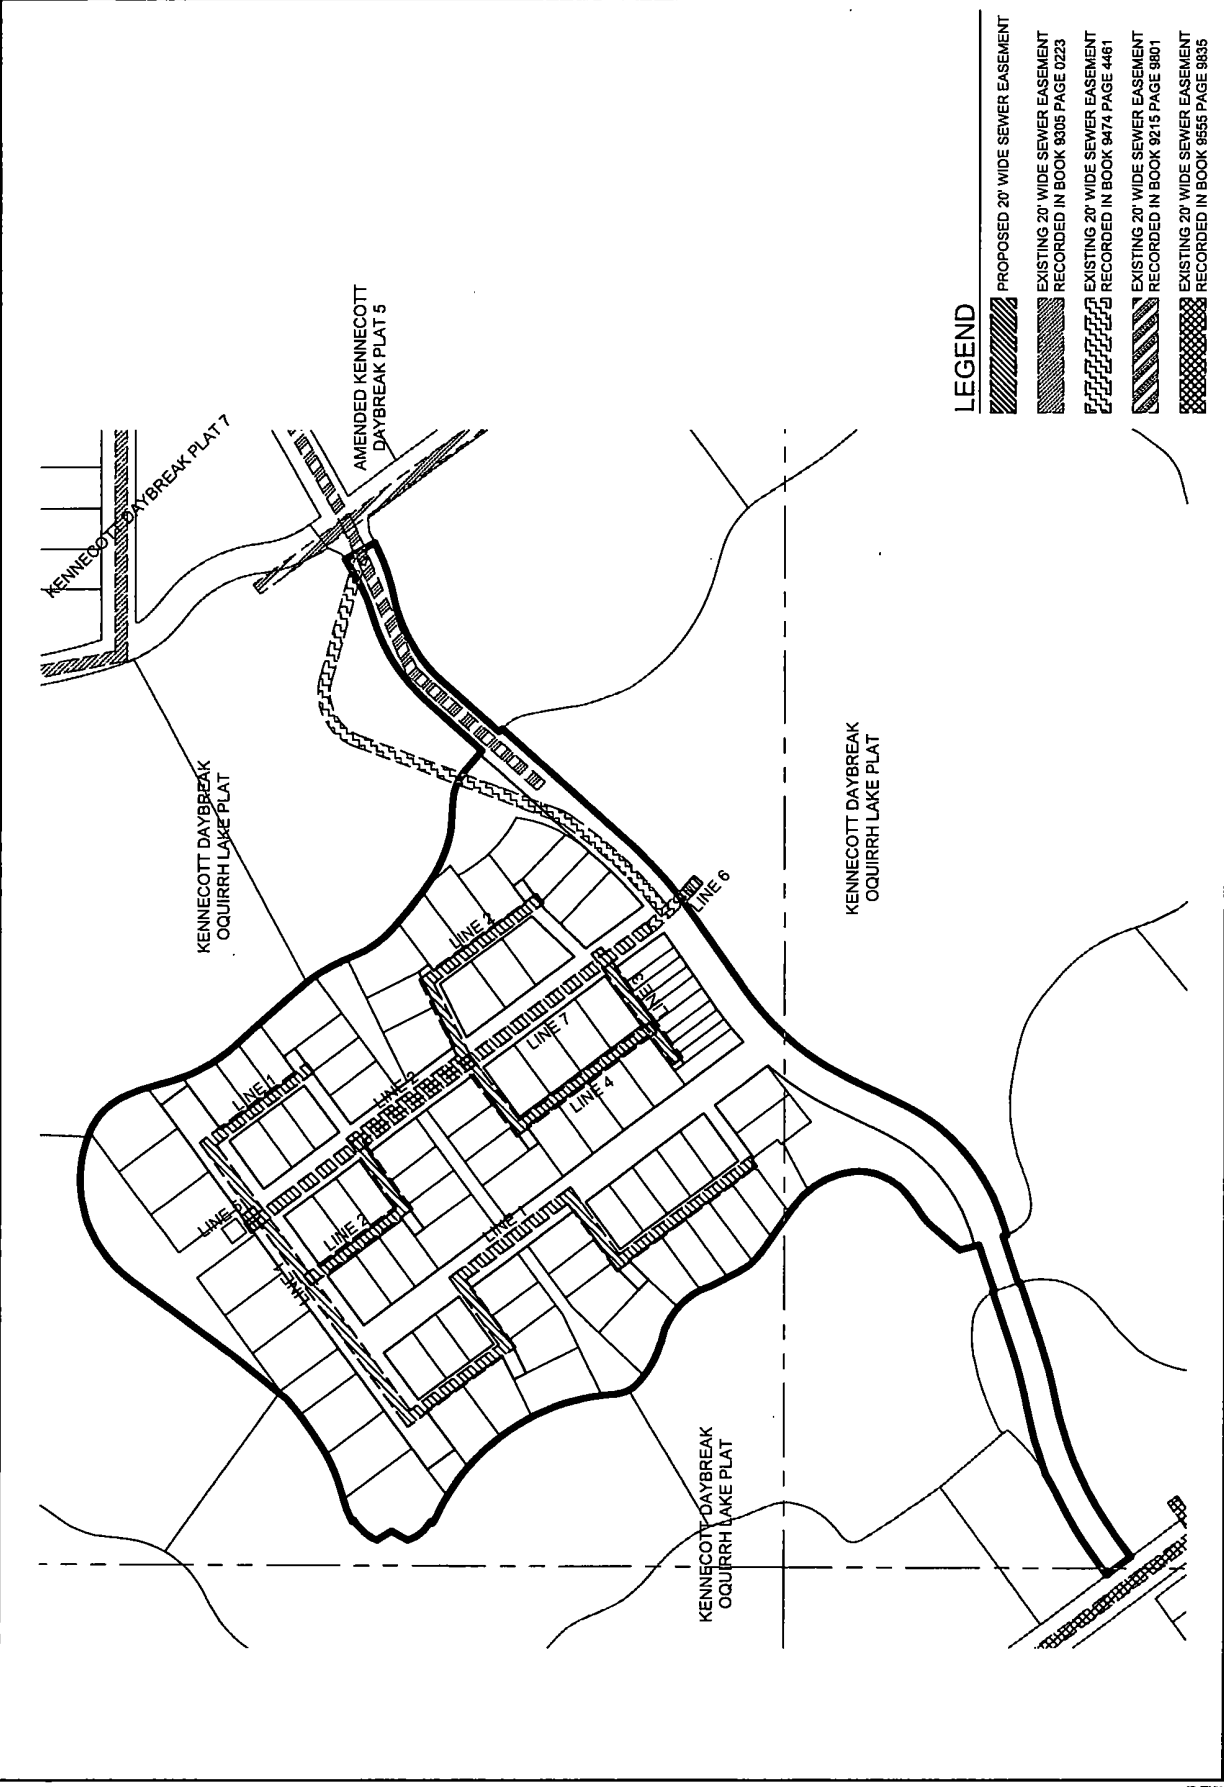 KENNECOTT DAYBREAK PLAT 7
AMENDED KENNECOTT
DAYBREAK PLAT 5
KENNECOTT DAYBREAK
OQUIRRH LAKE PLAT
KENNECOTT DAYBREAK
OQUIRRH LAKE PLAT
KENNECOTT DAYBREAK
OQUIRRH LAKE PLAT
LINE 1
LINE 2
LINE 5
LINE 2
LINE 1
LINE 1
LINE 7
LINE 4
LINE 3
LINE 6
LEGEND
PROPOSED 20' WIDE SEWER EASEMENT
EXISTING 20' WIDE SEWER EASEMENT
RECORDED IN BOOK 9305 PAGE 0223
EXISTING 20' WIDE SEWER EASEMENT
RECORDED IN BOOK 9474 PAGE 4461
EXISTING 20' WIDE SEWER EASEMENT
RECORDED IN BOOK 9215 PAGE 9801
EXISTING 20' WIDE SEWER EASEMENT
RECORDED IN BOOK 9555 PAGE 9835